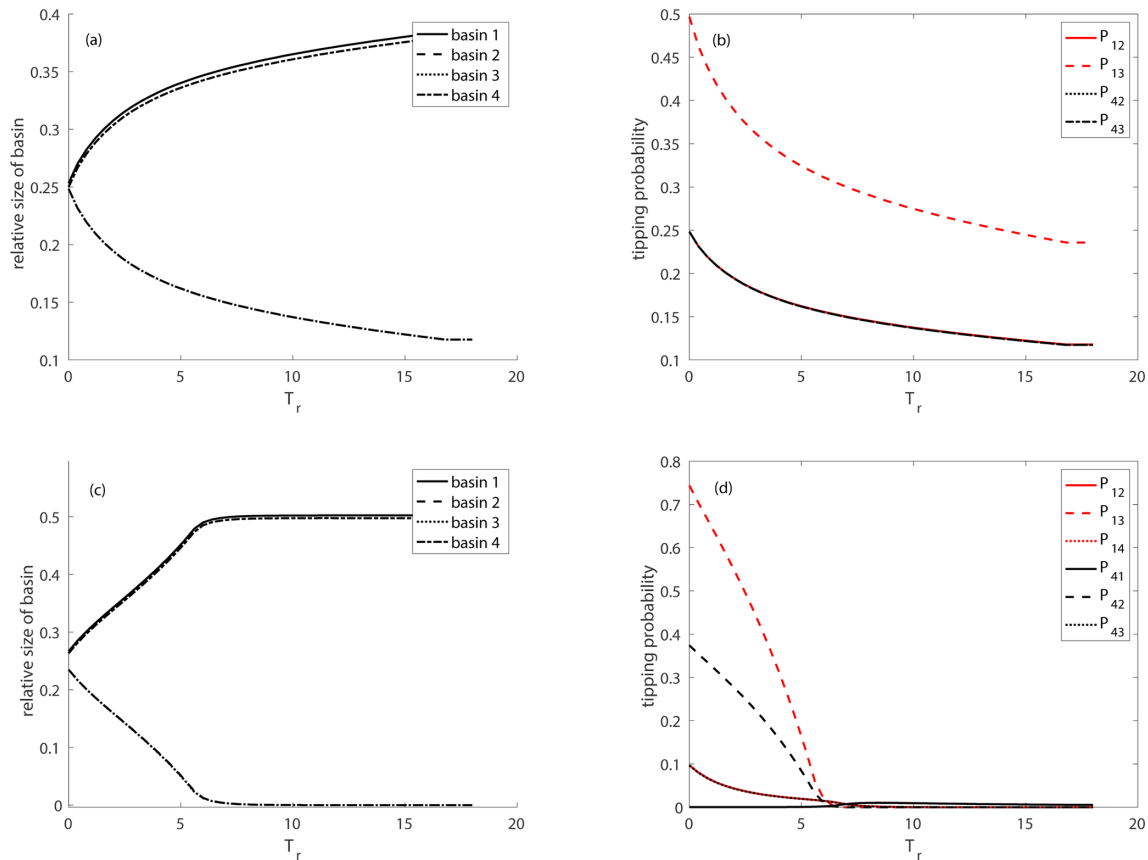 (a)
0.4
0.35
0.3
0.25
0.2
0.15
0.1
relative size of basin
0 5 10 15 20
T r
basin 1
basin 2
basin 3
basin 4
(b)
0.5
0.45
0.4
0.35
0.3
0.25
0.2
0.15
0.1
tipping probability
0 5 10 15 20
T r
P 12
P 13
P 42
P 43
(c)
0.5
0.4
0.3
0.2
0.1
0
relative size of basin
0 5 10 15 20
T r
basin 1
basin 2
basin 3
basin 4
(d)
0.8
0.7
0.6
0.5
0.4
0.3
0.2
0.1
0
tipping probability
0 5 10 15 20
T r
P 12
P 13
P 14
P 41
P 42
P 43